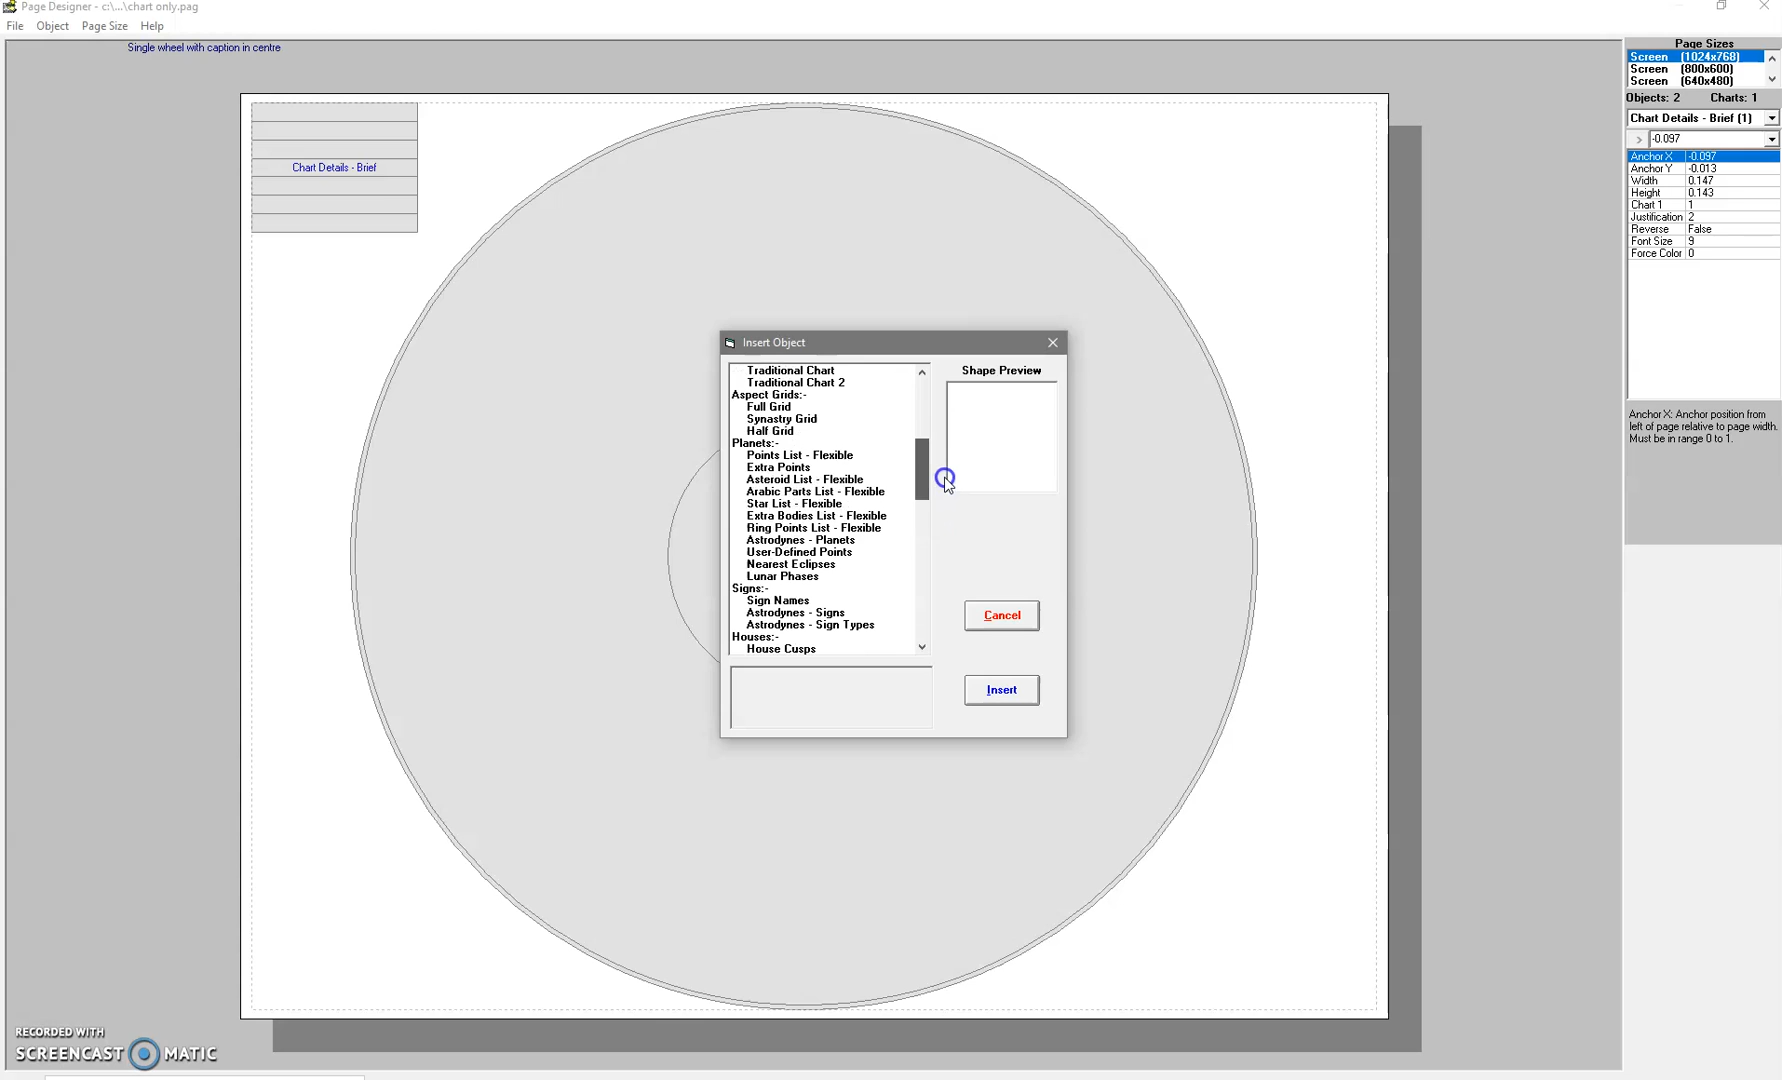 Page Designer - c:\...\chart only.pag
File Object Page Size Help
Single wheel with caption in centre
Chart Details - Brief
Insert Object
Traditional Chart
Traditional Chart 2
Aspect Grids:-
Full Grid
Synastry Grid
Half Grid
Planets:-
Points List - Flexible
Extra Points
Asteroid List - Flexible
Arabic Parts List - Flexible
Star List - Flexible
Extra Bodies List - Flexible
Ring Points List - Flexible
Astrodynes - Planets
User-Defined Points
Nearest Eclipses
Lunar Phases
Signs:-
Sign Names
Astrodynes - Signs
Astrodynes - Sign Types
Houses:-
House Cusps
Shape Preview
Cancel
Insert
Page Sizes
Screen (1024x768)
Screen (800x600)
Screen (640x480)
Objects: 2 Charts: 1
Chart Details - Brief (1)
-0.097
Anchor X -0.097
Anchor Y -0.013
Width 0.147
Height 0.143
Chart 1 1
Justification 2
Reverse False
Font Size 9
Force Color 0
Anchor X: Anchor position from
left of page relative to page width.
Must be in range 0 to 1.
RECORDED WITH
SCREENCAST MATIC